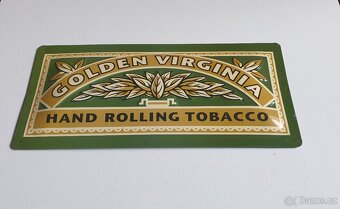 GOLDEN VIRGINIA
HAND ROLLING TOBACCO
Bazos.cz